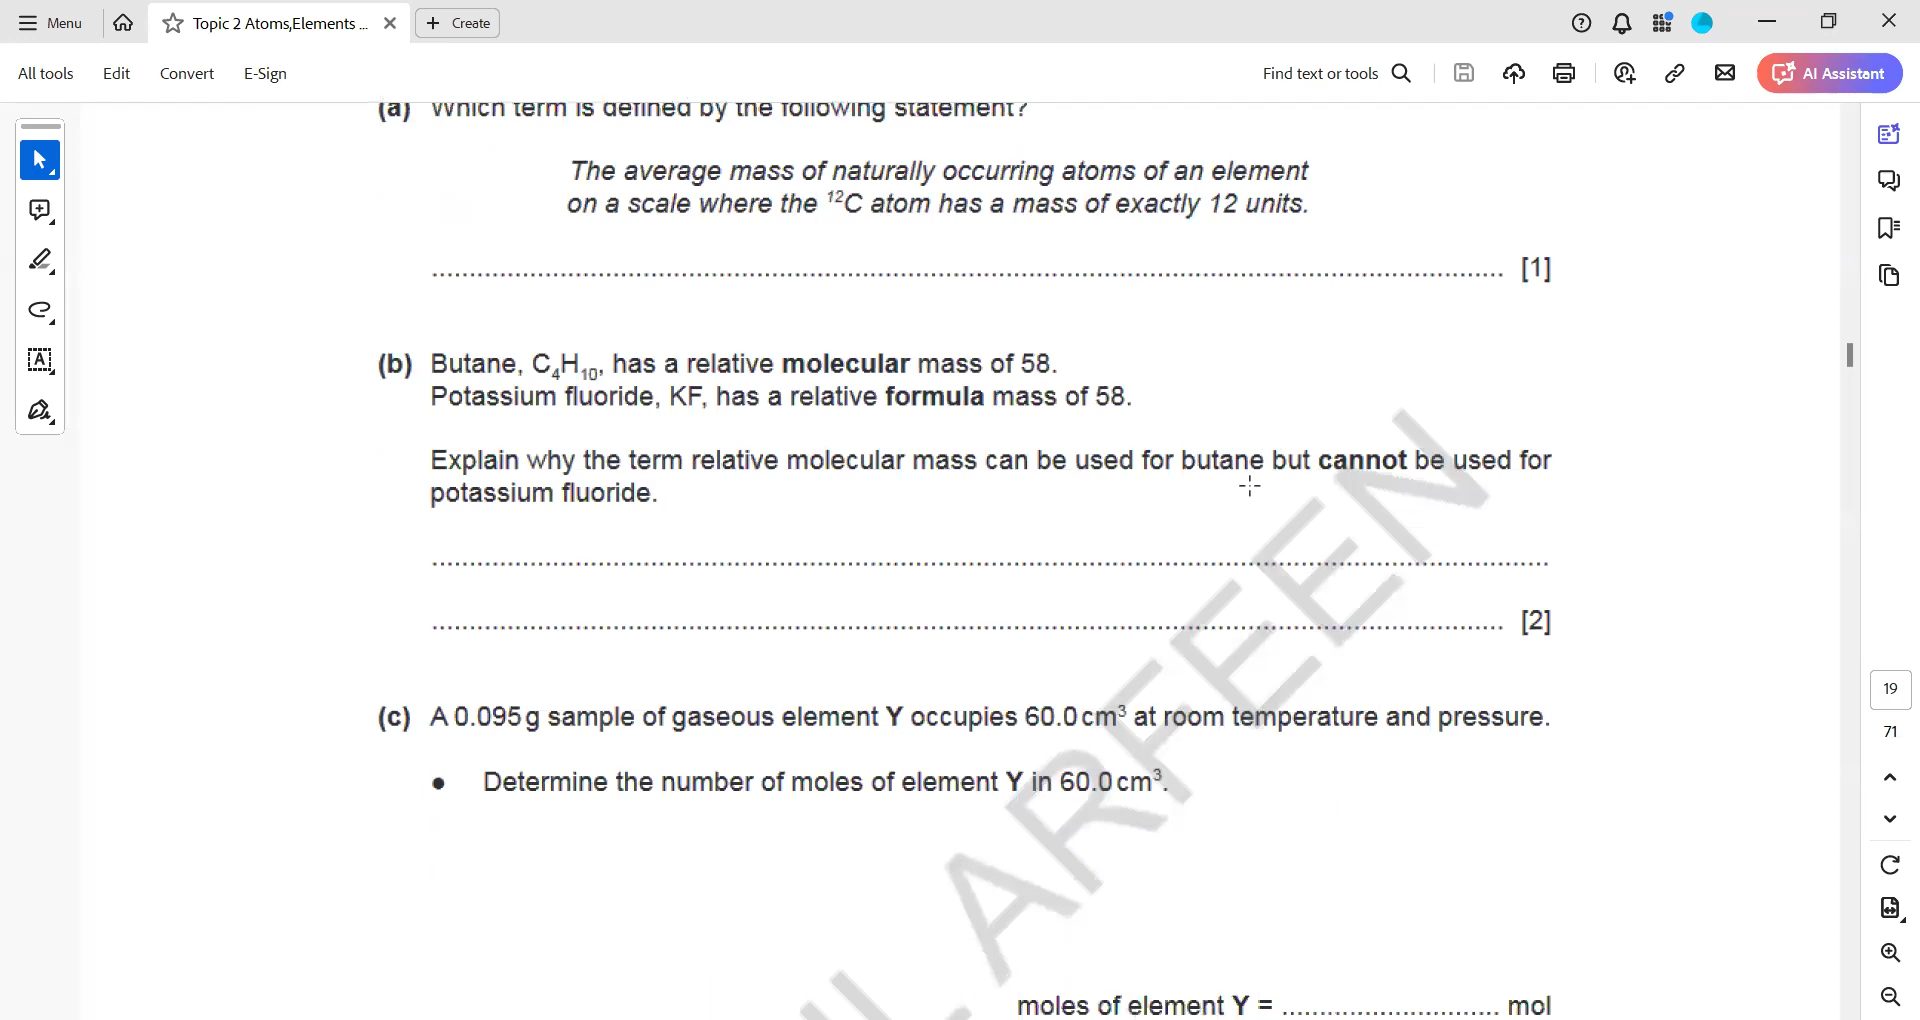 Menu
Topic 2 Atoms,Elements ...
Create
All tools
Edit
Convert
E-Sign
Find text or tools
AI Assistant
(a) Which term is defined by the following statement?
The average mass of naturally occurring atoms of an element
on a scale where the ¹²C atom has a mass of exactly 12 units.
.......................................................................................................................................... [1]
(b) Butane, C₄H₁₀, has a relative molecular mass of 58.
Potassium fluoride, KF, has a relative formula mass of 58.
Explain why the term relative molecular mass can be used for butane but cannot be used for
potassium fluoride.
................................................................................................................................................
.......................................................................................................................................... [2]
(c) A 0.095 g sample of gaseous element Y occupies 60.0 cm³ at room temperature and pressure.
● Determine the number of moles of element Y in 60.0 cm³.
moles of element Y = ............................ mol
L ARFEEN
19
71